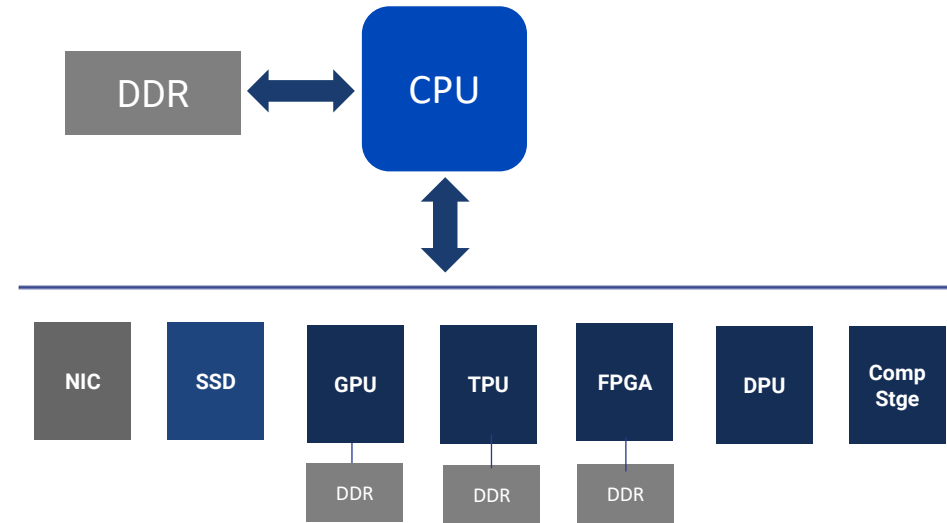 DDR
CPU
NIC
SSD
GPU
TPU
FPGA
DPU
Comp
Stge
DDR
DDR
DDR